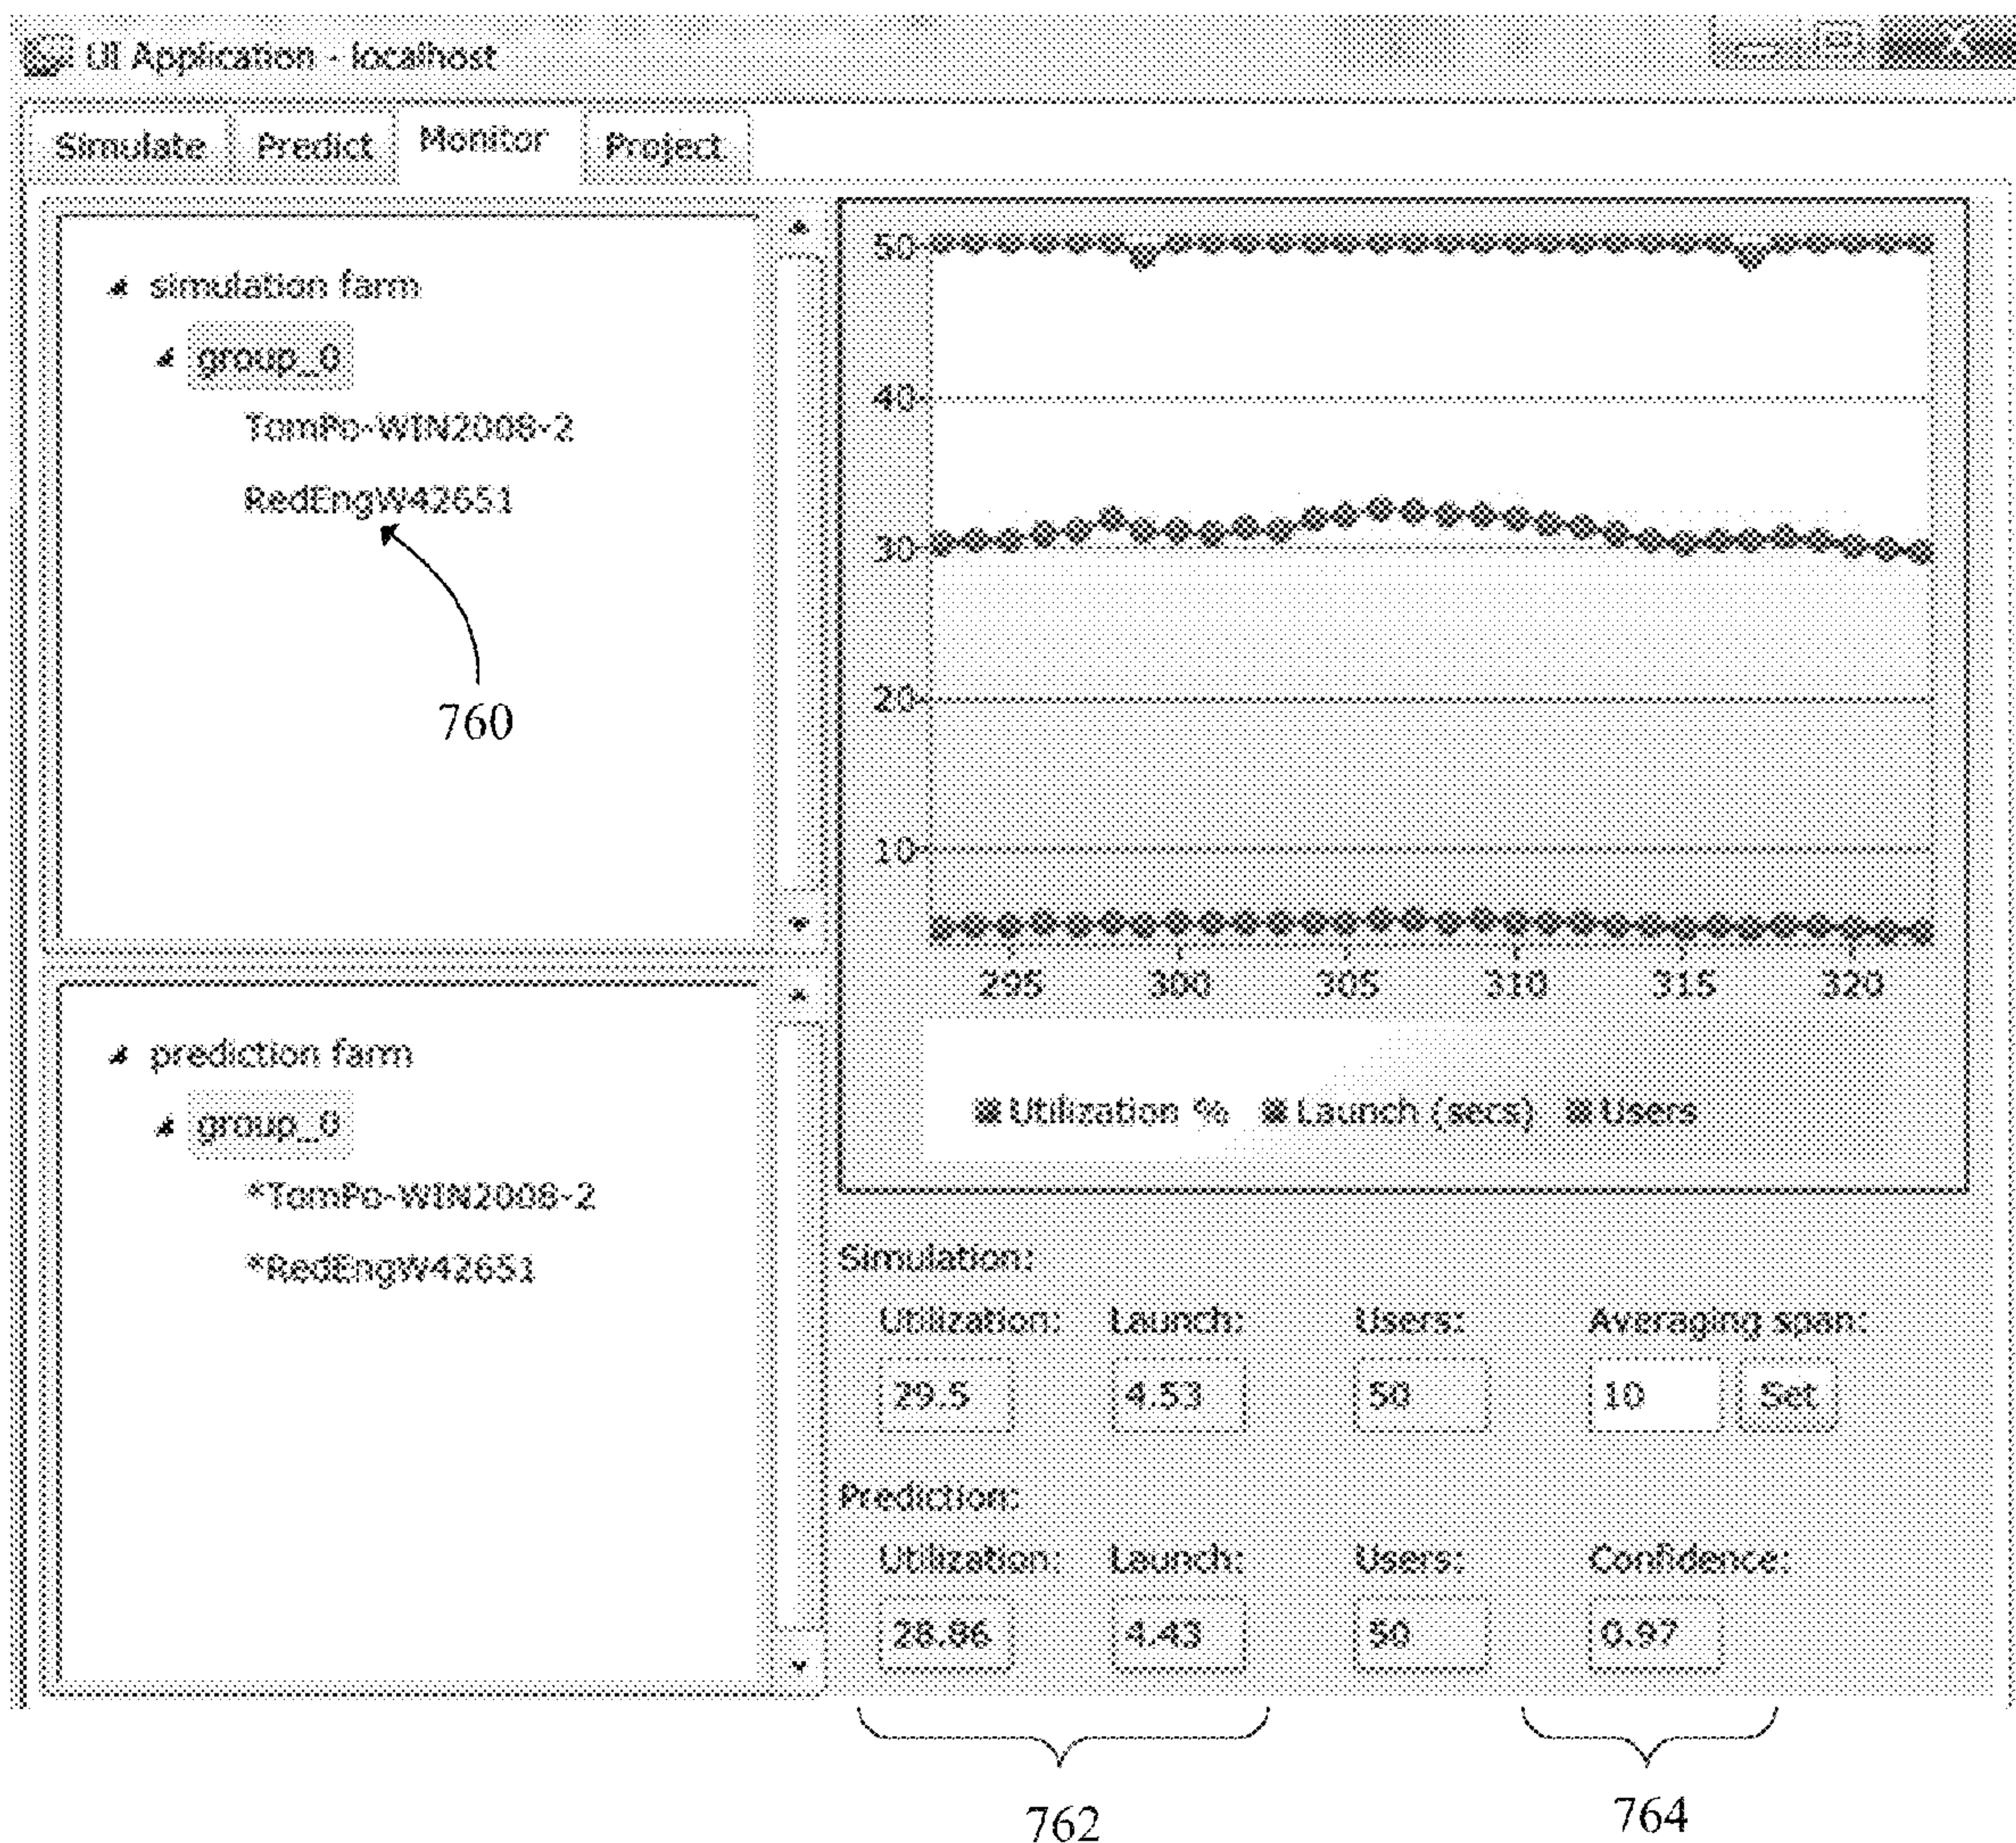 UI Application - localhost
Simulate Predict Monitor Project
simulation farm
group_0
TomPo-WIN2008-2
RedEngW42651
760
prediction farm
group_0
*TomPo-WIN2008-2
*RedEngW42651
50
40
30
20
10
295 300 305 310 315 320
Utilization % Launch (secs) Users
Simulation:
Utilization: Launch: Users: Averaging span:
29.5 4.53 50 10 Set
Prediction:
Utilization: Launch: Users: Confidence:
28.86 4.43 50 0.97
762 764